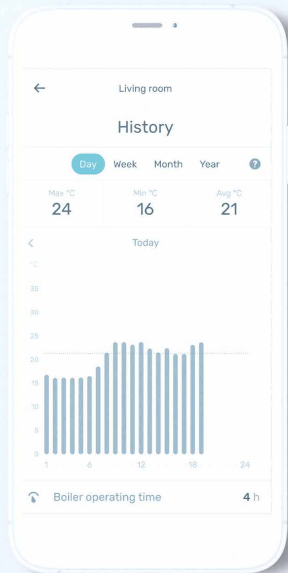 Living room
History
Day Week Month Year ?
Max °C Min °C Avg °C
24 16 21
Today
°C
35
30
25
20
15
10
5
0
1 6 12 18 24
Boiler operating time 4 h